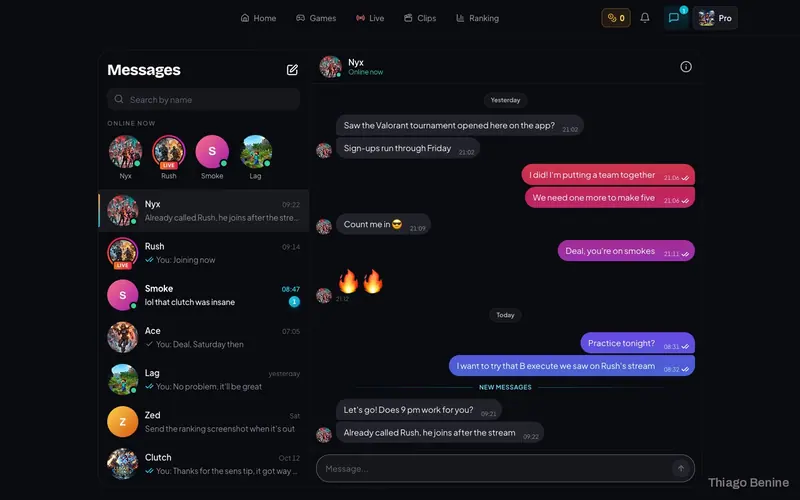 Home
Games
Live
Clips
Ranking
0
1
Pro
Messages
Search by name
ONLINE NOW
Nyx
LIVE
Rush
S
Smoke
Lag
Nyx
09:22
Already called Rush, he joins after the stre...
Rush
09:14
LIVE
You: Joining now
S
Smoke
08:47
lol that clutch was insane
1
Ace
07:05
You: Deal, Saturday then
Lag
yesterday
You: No problem, it'll be great
Z
Zed
Sat
Send the ranking screenshot when it's out
Clutch
Oct 12
You: Thanks for the sens tip, it got way ...
Nyx
Online now
Yesterday
Saw the Valorant tournament opened here on the app? 21:02
Sign-ups run through Friday 21:02
I did! I'm putting a team together 21:06
We need one more to make five 21:06
Count me in 😎 21:09
Deal, you're on smokes 21:11
🔥🔥
21:12
Today
Practice tonight? 08:31
I want to try that B execute we saw on Rush's stream 08:32
NEW MESSAGES
Let's go! Does 9 pm work for you? 09:21
Already called Rush, he joins after the stream 09:22
Message...
Thiago Benine